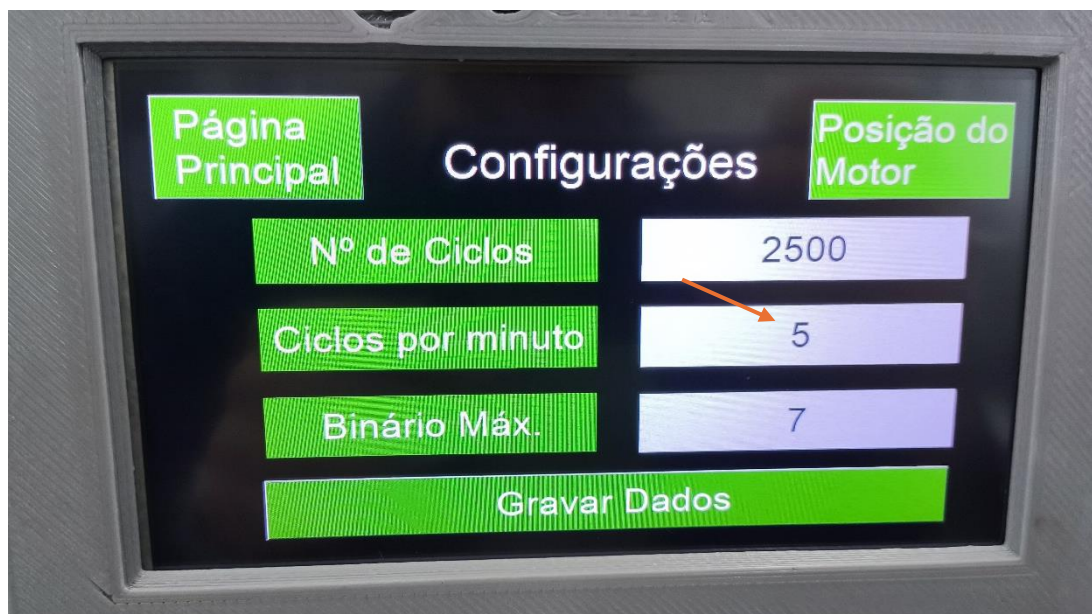 Página
Principal
Configurações
Posição do
Motor
Nº de Ciclos
2500
Ciclos por minuto
5
Binário Máx.
7
Gravar Dados